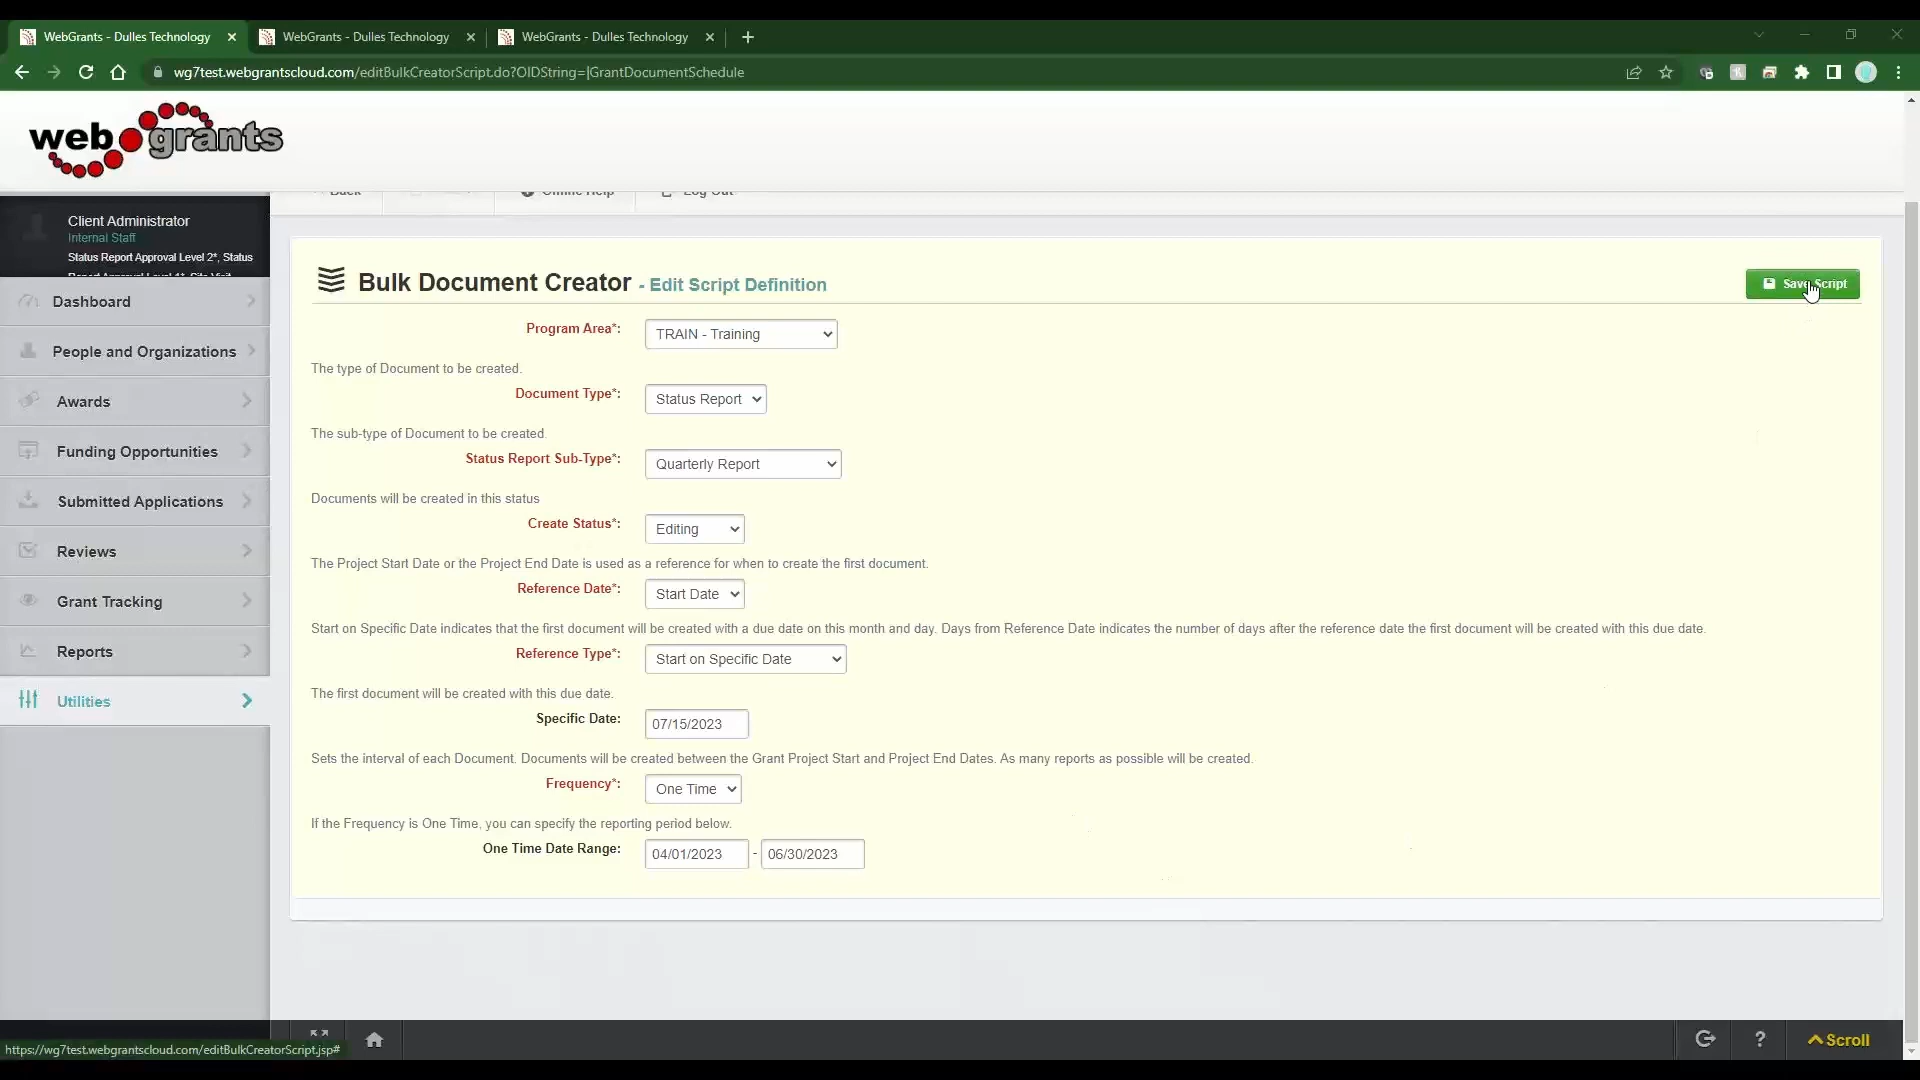 WebGrants - Dulles Technology
WebGrants - Dulles Technology
WebGrants - Dulles Technology
wg7test.webgrantscloud.com/editBulkCreatorScript.do?OIDString=|GrantDocumentSchedule
web grants
Back
Online Help
Log Out
Client Administrator
Internal Staff
Status Report Approval Level 2*, Status
Report Approval Level 1*, Site Visit
Dashboard
People and Organizations
Awards
Funding Opportunities
Submitted Applications
Reviews
Grant Tracking
Reports
Utilities
Bulk Document Creator - Edit Script Definition
Save Script
Program Area*:
TRAIN - Training
The type of Document to be created.
Document Type*:
Status Report
The sub-type of Document to be created.
Status Report Sub-Type*:
Quarterly Report
Documents will be created in this status
Create Status*:
Editing
The Project Start Date or the Project End Date is used as a reference for when to create the first document.
Reference Date*:
Start Date
Start on Specific Date indicates that the first document will be created with a due date on this month and day. Days from Reference Date indicates the number of days after the reference date the first document will be created with this due date.
Reference Type*:
Start on Specific Date
The first document will be created with this due date.
Specific Date:
07/15/2023
Sets the interval of each Document. Documents will be created between the Grant Project Start and Project End Dates. As many reports as possible will be created.
Frequency*:
One Time
If the Frequency is One Time, you can specify the reporting period below.
One Time Date Range:
04/01/2023 - 06/30/2023
https://wg7test.webgrantscloud.com/editBulkCreatorScript.jsp#
?
Scroll